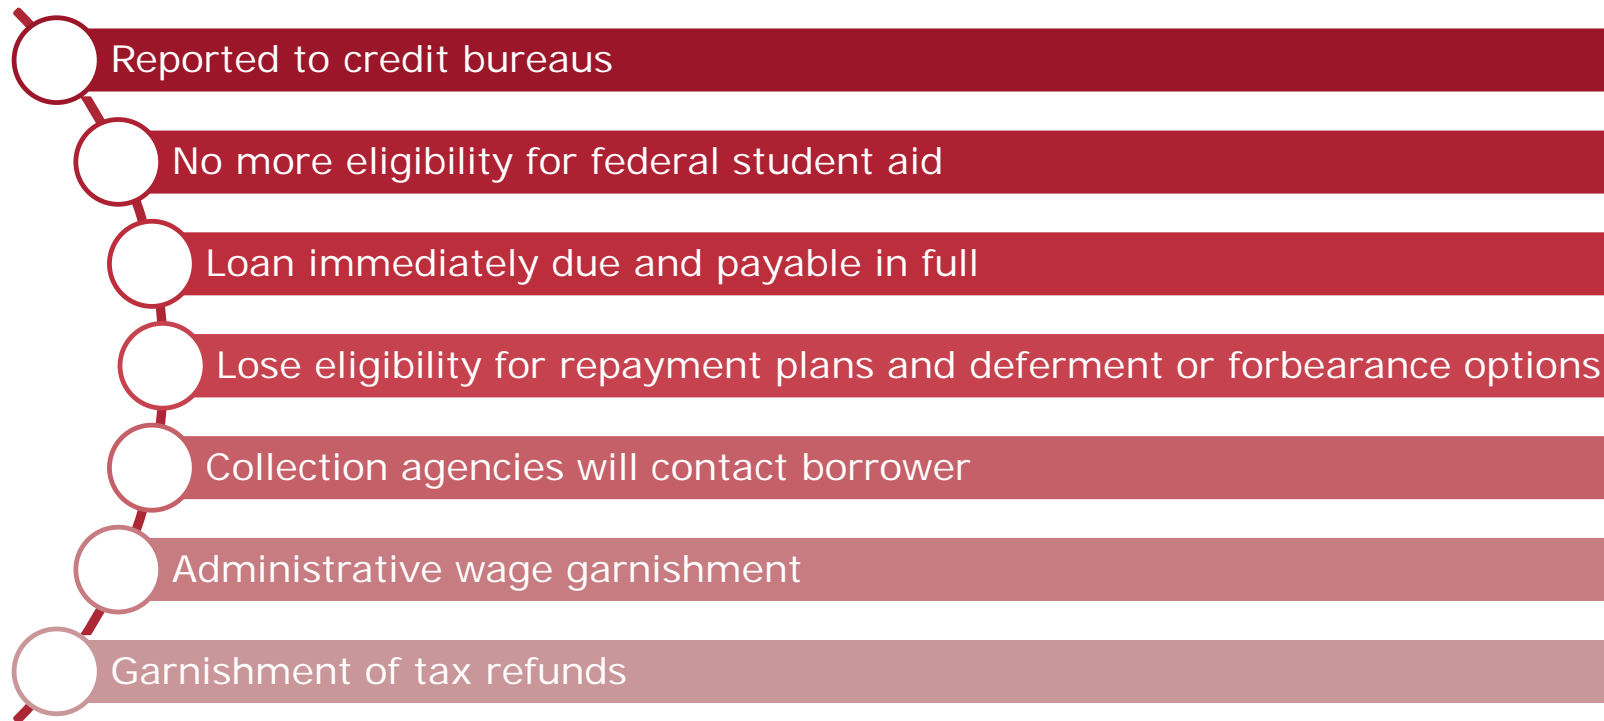 Reported to credit bureaus
No more eligibility for federal student aid
Loan immediately due and payable in full
Lose eligibility for repayment plans and deferment or forbearance options
Collection agencies will contact borrower
Administrative wage garnishment
Garnishment of tax refunds